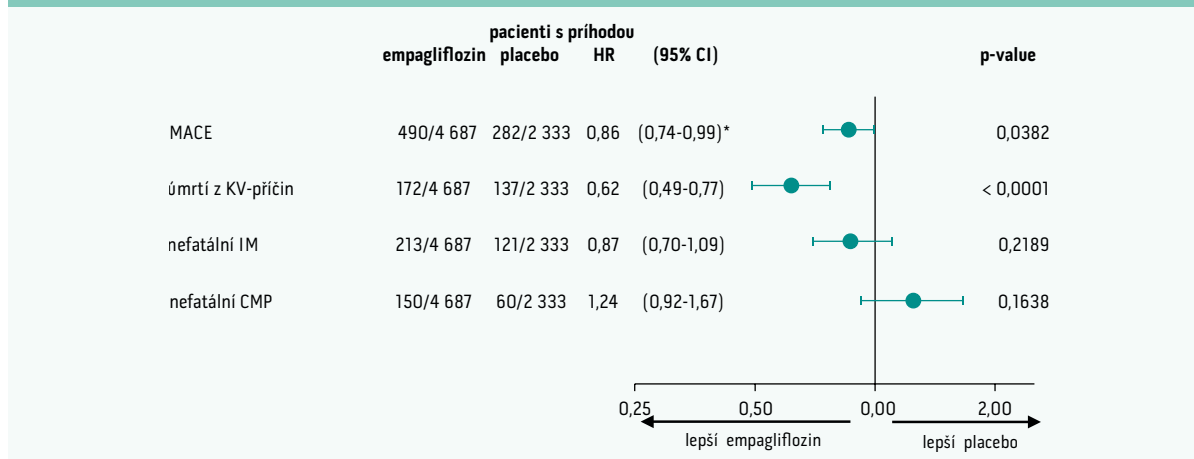 pacienti s príhodou
empagliflozin placebo HR (95% CI) p-value
MACE 490/4 687 282/2 333 0,86 (0,74-0,99)* 0,0382
úmrtí z KV-příčin 172/4 687 137/2 333 0,62 (0,49-0,77) < 0,0001
nefatální IM 213/4 687 121/2 333 0,87 (0,70-1,09) 0,2189
nefatální CMP 150/4 687 60/2 333 1,24 (0,92-1,67) 0,1638
0,25 0,50 0,00 2,00
lepší empagliflozin lepší placebo